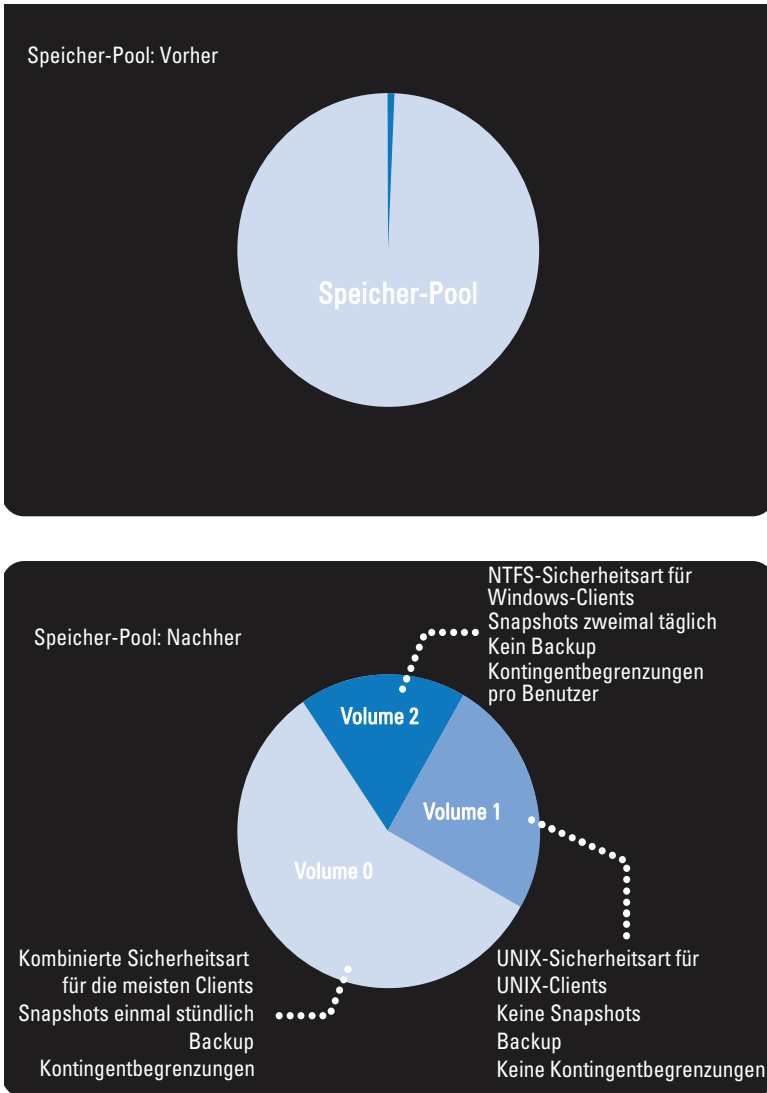 Speicher-Pool: Vorher
Speicher-Pool
NTFS-Sicherheitsart für
Windows-Clients
Snapshots zweimal täglich
Kein Backup
Kontingentbegrenzungen
pro Benutzer
Speicher-Pool: Nachher
Volume 2
Volume 1
Volume 0
Kombinierte Sicherheitsart
für die meisten Clients
Snapshots einmal stündlich
Backup
Kontingentbegrenzungen
UNIX-Sicherheitsart für
UNIX-Clients
Keine Snapshots
Backup
Keine Kontingentbegrenzungen